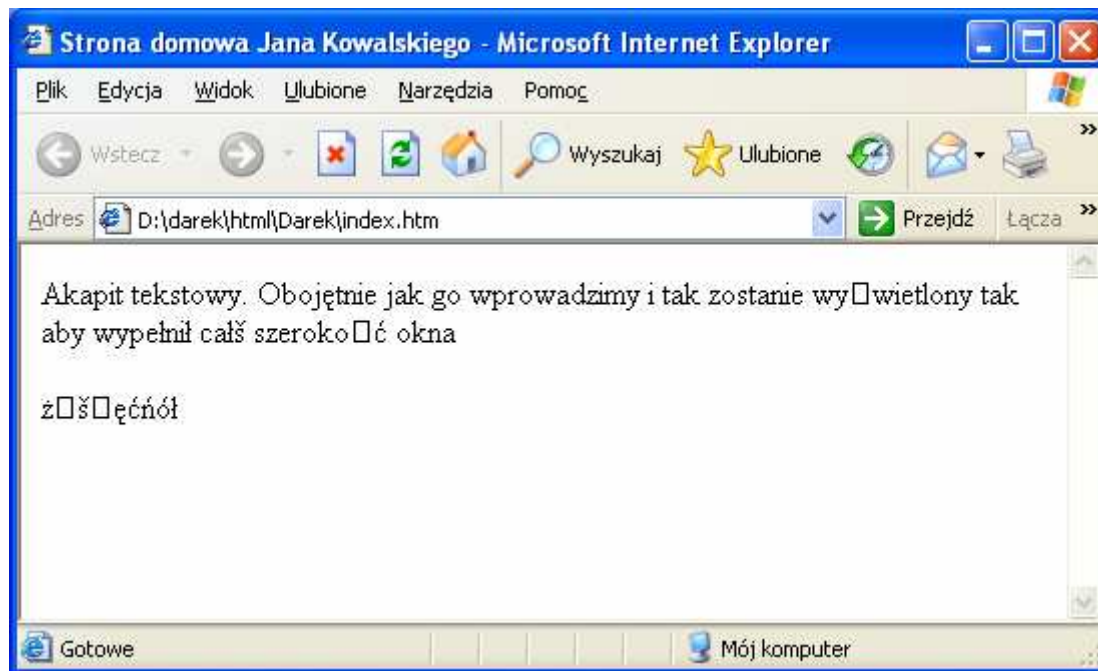 Strona domowa Jana Kowalskiego - Microsoft Internet Explorer
Plik Edycja Widok Ulubione Narzędzia Pomoc
Wstecz Wyszukaj Ulubione »
Adres D:\darek\html\Darek\index.htm Przejdź Łącza »
Akapit tekstowy. Obojętnie jak go wprowadzimy i tak zostanie wy□wietlony tak
aby wypełnił całš szeroko□ć okna
ż□š□ęćńół
Gotowe Mój komputer